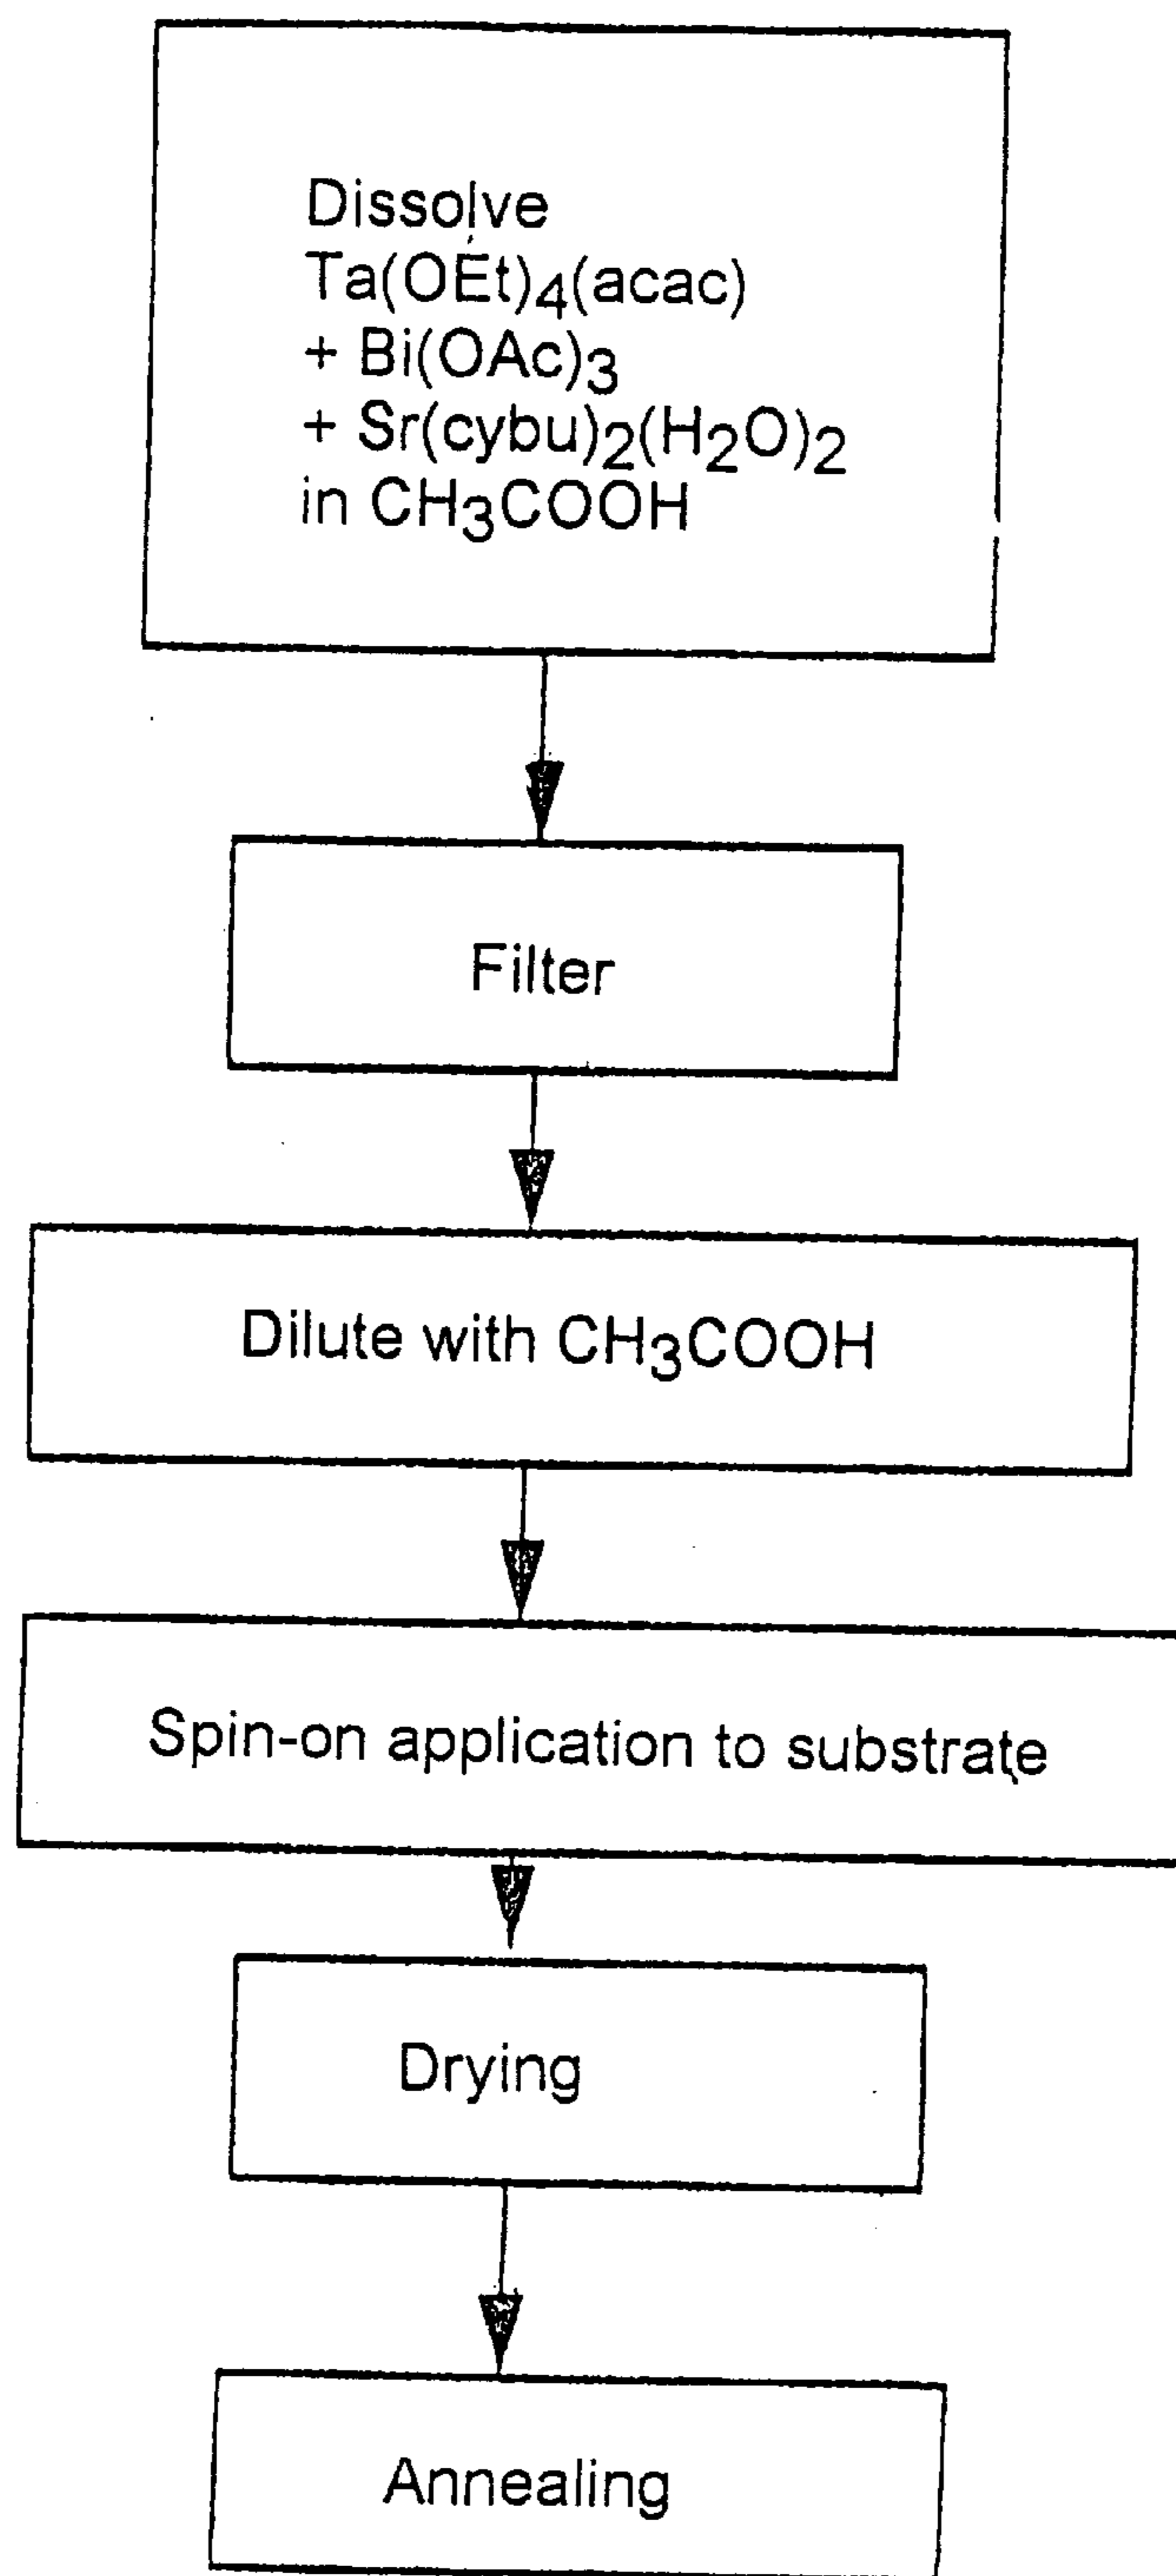 Dissolve
Ta(OEt)4(acac)
+ Bi(OAc)3
+ Sr(cybu)2(H2O)2
in CH3COOH
Filter
Dilute with CH3COOH
Spin-on application to substrate
Drying
Annealing